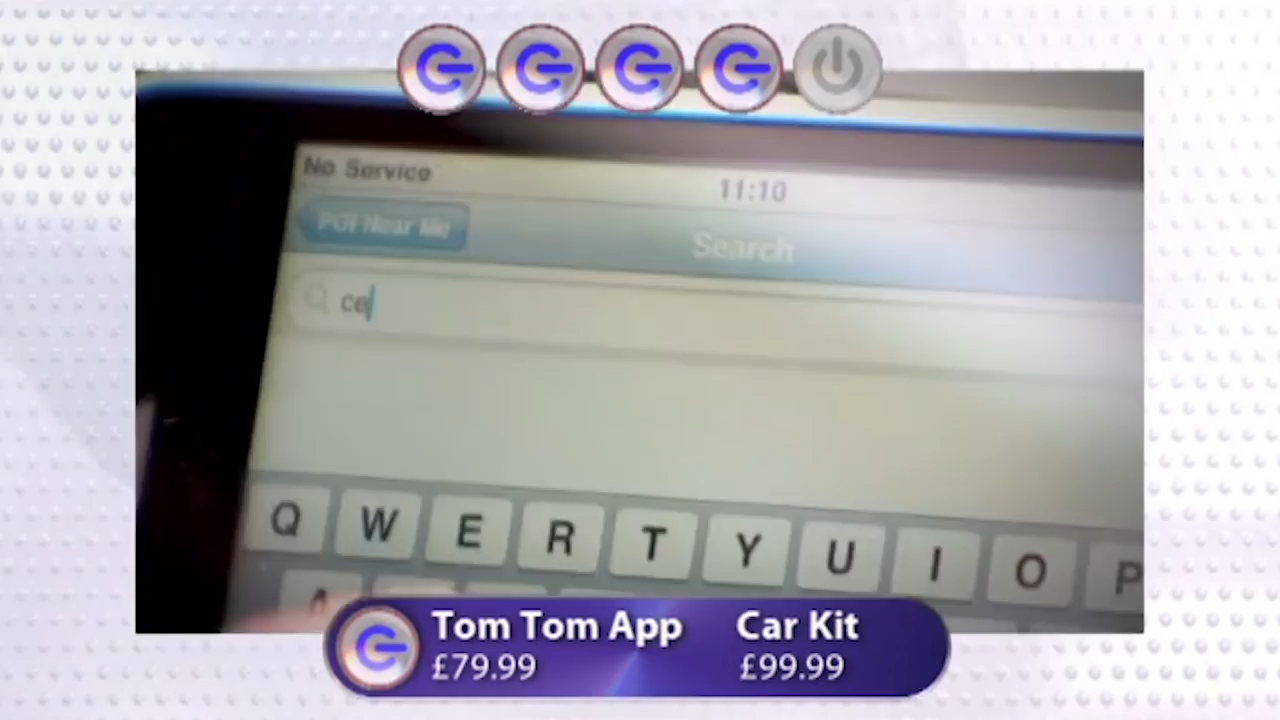 No Service
11:10
POI Near Me
Search
ce
Q W E R T Y U I O P
A
Tom Tom App Car Kit
£79.99 £99.99